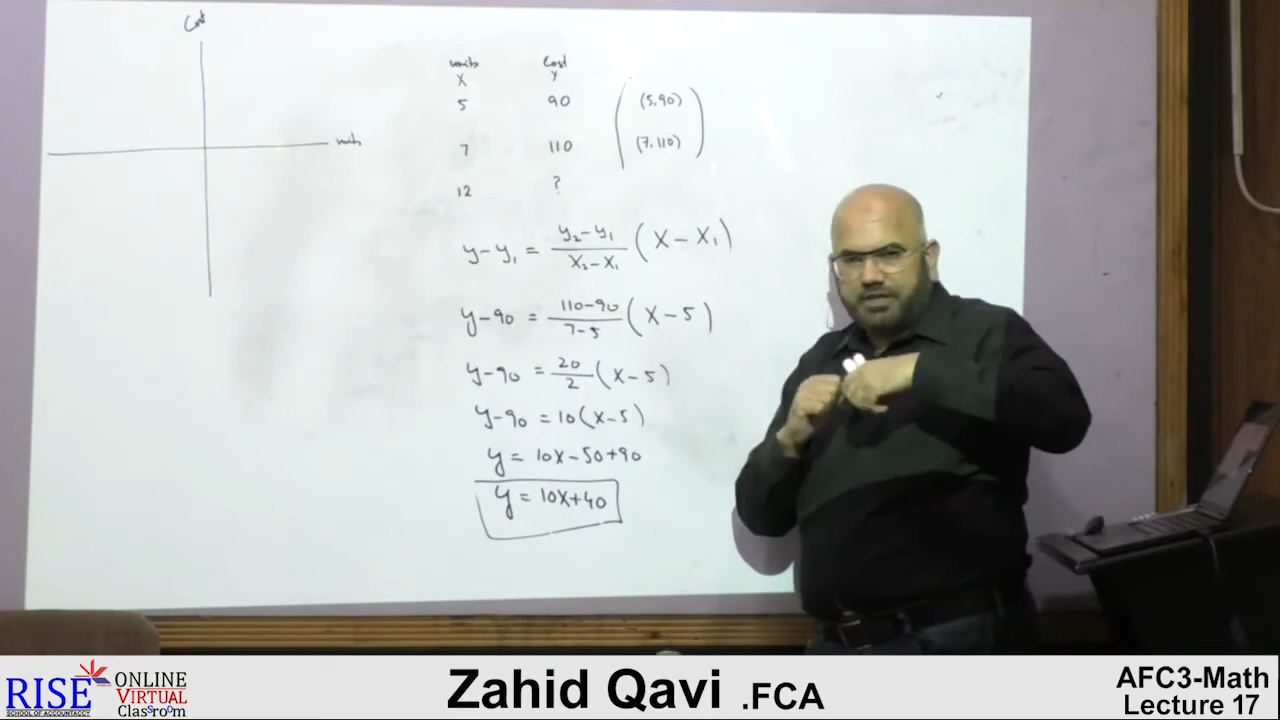 Cost
units
units Cost
X Y
5 90 (5,90)
7 110 (7,110)
12 ?
y-y₁ = y₂-y₁/x₂-x₁ (x-x₁)
y-90 = 110-90/7-5 (x-5)
y-90 = 20/2 (x-5)
y-90 = 10(x-5)
y = 10x-50+90
y = 10x+40
RISE ONLINE VIRTUAL Classroom
SCHOOL OF ACCOUNTANCY
Zahid Qavi .FCA
AFC3-Math
Lecture 17